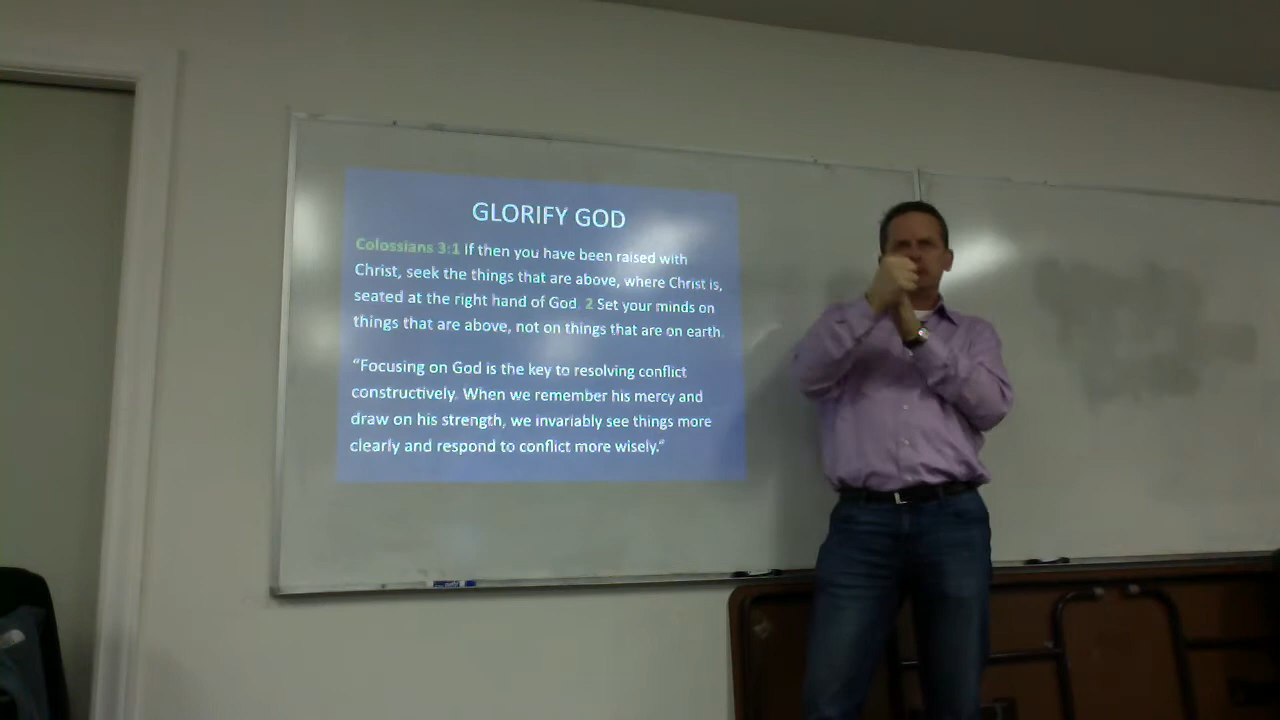 GLORIFY GOD
Colossians 3:1 If then you have been raised with
Christ, seek the things that are above, where Christ is,
seated at the right hand of God. 2 Set your minds on
things that are above, not on things that are on earth.
“Focusing on God is the key to resolving conflict
constructively. When we remember his mercy and
draw on his strength, we invariably see things more
clearly and respond to conflict more wisely.”